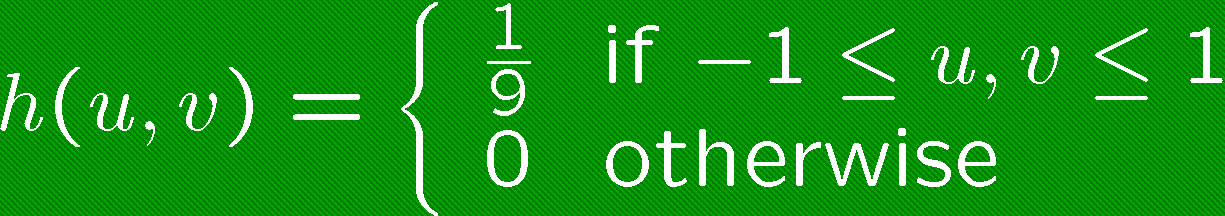 h(u, v) = { 1/9 if −1 ≤ u, v ≤ 1
0 otherwise